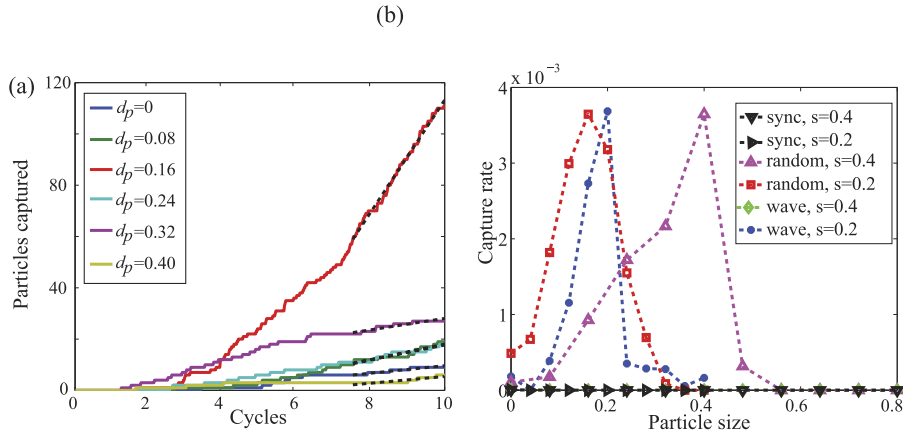 (b)
(a)
120
80
40
0
Particles captured
0 2 4 6 8 10
Cycles
dp=0
dp=0.08
dp=0.16
dp=0.24
dp=0.32
dp=0.40
4 x 10⁻³
3
2
1
0
Capture rate
0 0.2 0.4 0.6 0.8
Particle size
sync, s=0.4
sync, s=0.2
random, s=0.4
random, s=0.2
wave, s=0.4
wave, s=0.2